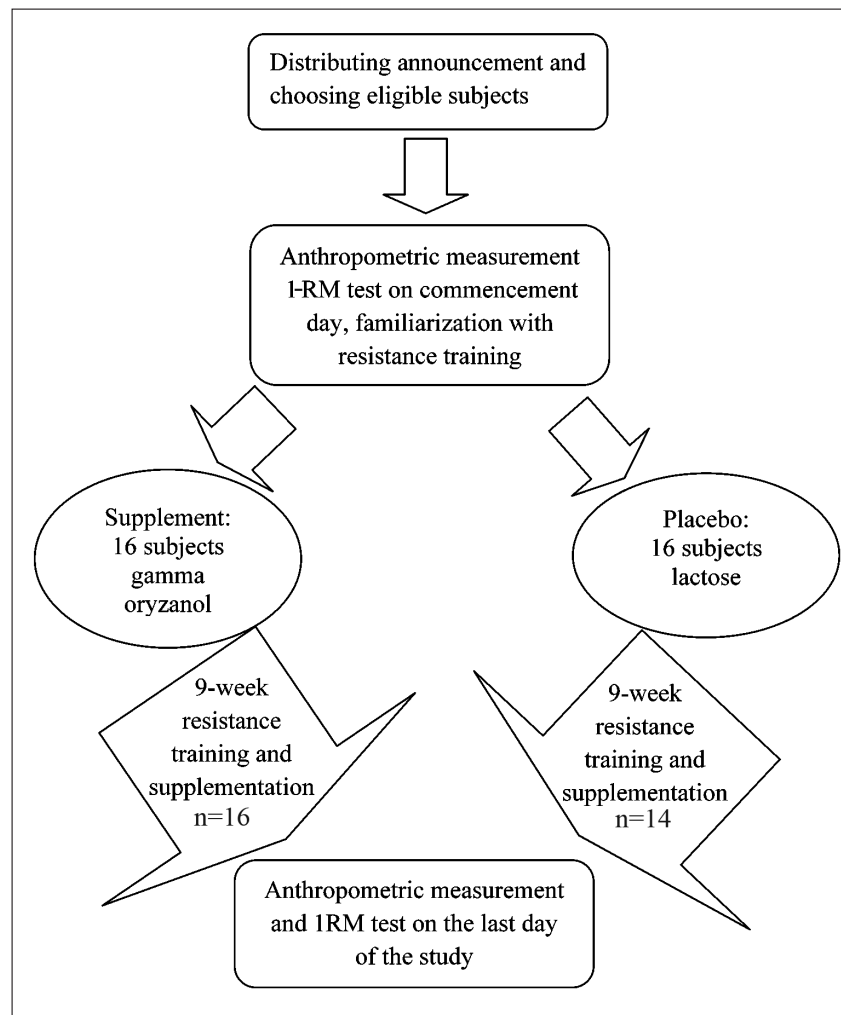 Distributing announcement and
choosing eligible subjects
Anthropometric measurement
1-RM test on commencement
day, familiarization with
resistance training
Supplement:
16 subjects
gamma
oryzanol
Placebo:
16 subjects
lactose
9-week
resistance
training and
supplementation
n=16
9-week
resistance
training and
supplementation
n=14
Anthropometric measurement
and 1RM test on the last day
of the study